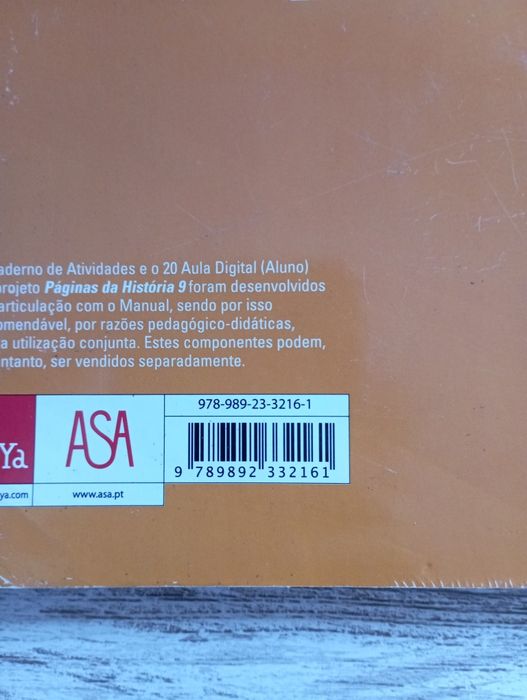 aderno de Atividades e o 20 Aula Digital (Aluno)
projeto Páginas da História 9 foram desenvolvidos
articulação com o Manual, sendo por isso
omendável, por razões pedagógico-didáticas,
a utilização conjunta. Estes componentes podem,
ntanto, ser vendidos separadamente.
978-989-23-3216-1
Ya
ASA
9 789892 332161
ya.com
www.asa.pt